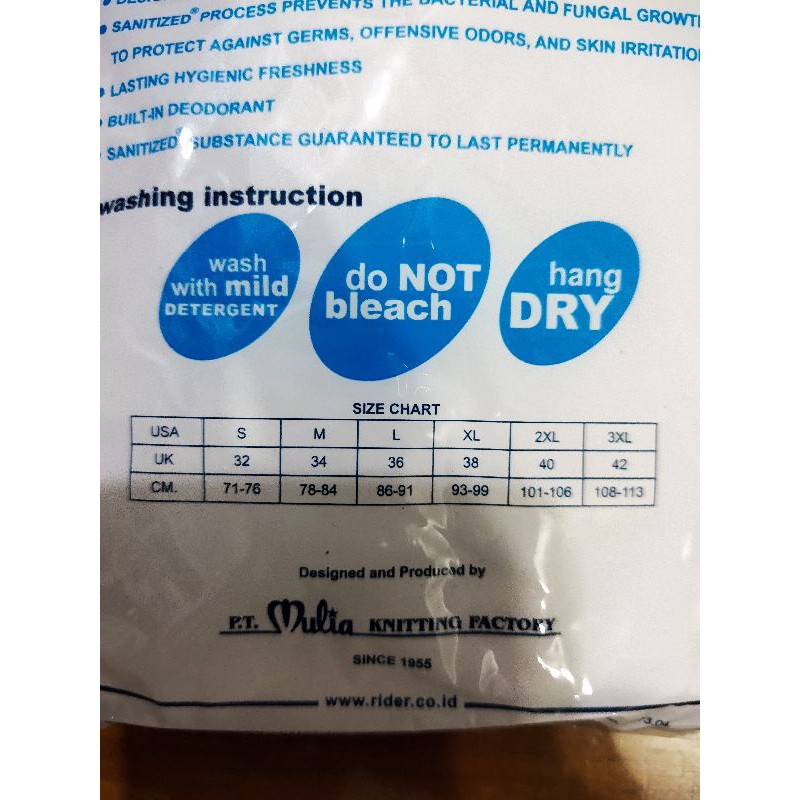 • SANITIZED® PROCESS PREVENTS THE BACTERIAL AND FUNGAL GROWTH
TO PROTECT AGAINST GERMS, OFFENSIVE ODORS, AND SKIN IRRITATION
• LASTING HYGIENIC FRESHNESS
• BUILT-IN DEODORANT
• SANITIZED® SUBSTANCE GUARANTEED TO LAST PERMANENTLY
washing instruction
wash
with mild
DETERGENT
do NOT
bleach
hang
DRY
SIZE CHART
USA S M L XL 2XL 3XL
UK 32 34 36 38 40 42
CM. 71-76 78-84 86-91 93-99 101-106 108-113
Designed and Produced by
P.T. Mulia KNITTING FACTORY
SINCE 1955
www.rider.co.id